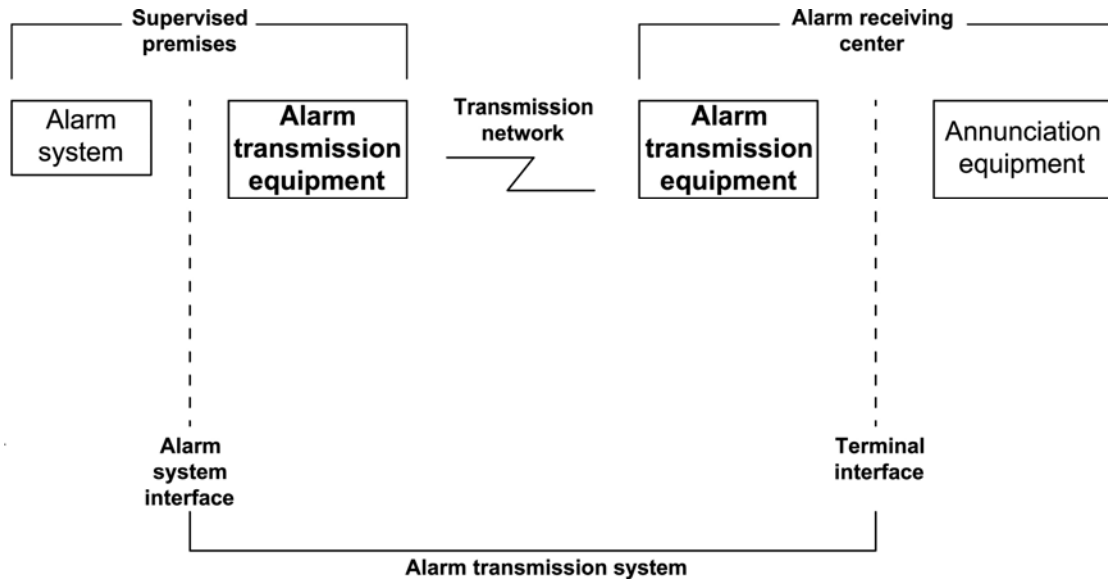 Supervised
premises
Alarm receiving
center
Alarm
system
Alarm
transmission
equipment
Transmission
network
Alarm
transmission
equipment
Annunciation
equipment
Alarm
system
interface
Terminal
interface
Alarm transmission system